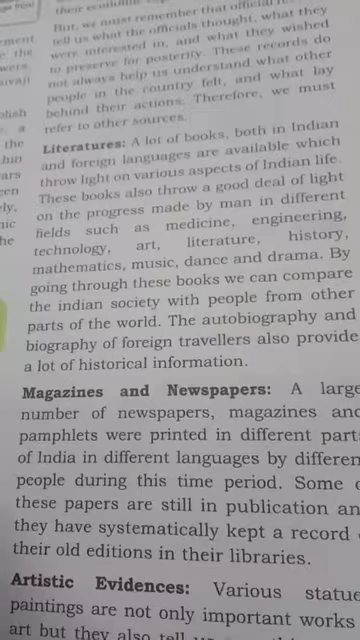 their
But, we must remember that official
tell us what the officials thought, what they
were interested in, and what they wished
to preserve for posterity. These records do
not always help us understand what other
people in the country felt, and what lay
behind their actions. Therefore, we must
refer to other sources.
Literatures: A lot of books, both in Indian
and foreign languages are available which
throw light on various aspects of Indian life.
These books also throw a good deal of light
on the progress made by man in different
fields such as medicine, engineering,
technology, art, literature, history,
mathematics, music, dance and drama. By
going through these books we can compare
the indian society with people from other
parts of the world. The autobiography and
biography of foreign travellers also provide
a lot of historical information.
Magazines and Newspapers: A large
number of newspapers, magazines and
pamphlets were printed in different part
of India in different languages by differen
people during this time period. Some o
these papers are still in publication an
they have systematically kept a record
their old editions in their libraries.
Artistic Evidences: Various statue
paintings are not only important works
art but they also tell